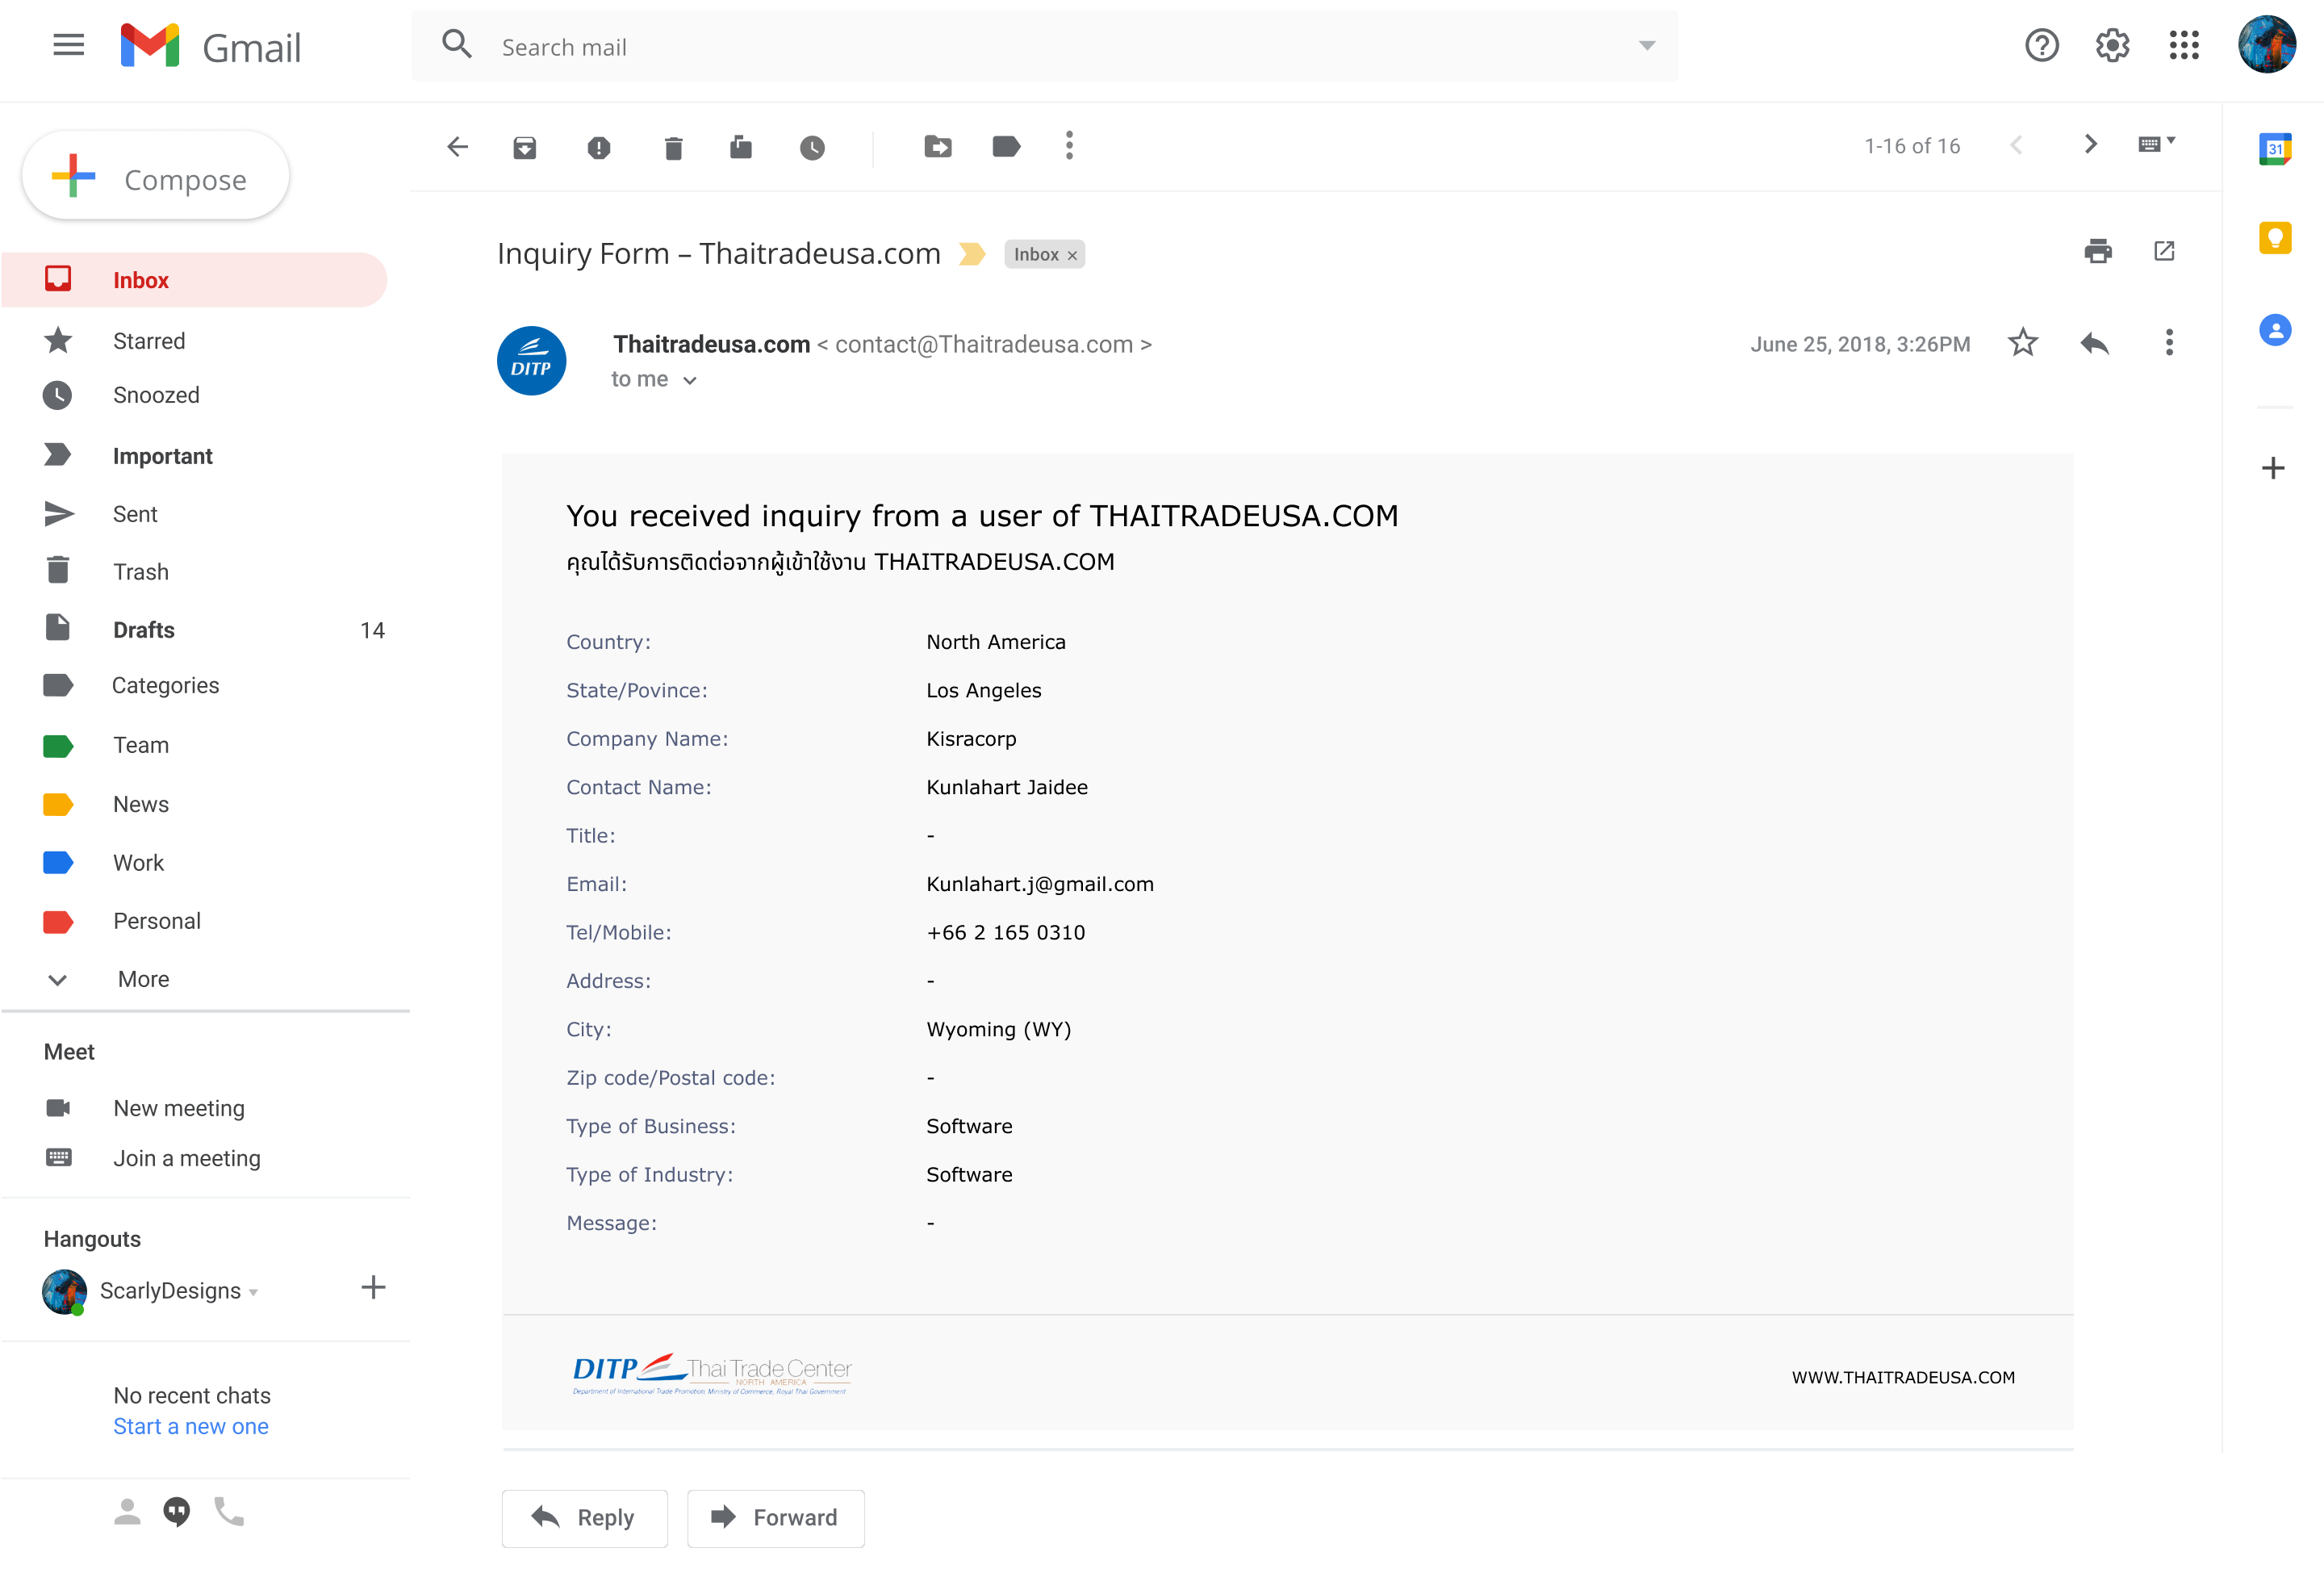 Gmail
Search mail
Compose
1-16 of 16
31
Inbox
Starred
Snoozed
Important
Sent
Trash
Drafts 14
Categories
Team
News
Work
Personal
More
Meet
New meeting
Join a meeting
Hangouts
ScarlyDesigns
No recent chats
Start a new one
Inquiry Form – Thaitradeusa.com Inbox ×
DITP
Thaitradeusa.com < contact@Thaitradeusa.com >
to me
June 25, 2018, 3:26PM
You received inquiry from a user of THAITRADEUSA.COM
คุณได้รับการติดต่อจากผู้เข้าใช้งาน THAITRADEUSA.COM
Country: North America
State/Povince: Los Angeles
Company Name: Kisracorp
Contact Name: Kunlahart Jaidee
Title: -
Email: Kunlahart.j@gmail.com
Tel/Mobile: +66 2 165 0310
Address: -
City: Wyoming (WY)
Zip code/Postal code: -
Type of Business: Software
Type of Industry: Software
Message: -
DITP Thai Trade Center
NORTH AMERICA
Department of International Trade Promotion, Ministry of Commerce, Royal Thai Government
WWW.THAITRADEUSA.COM
Reply
Forward